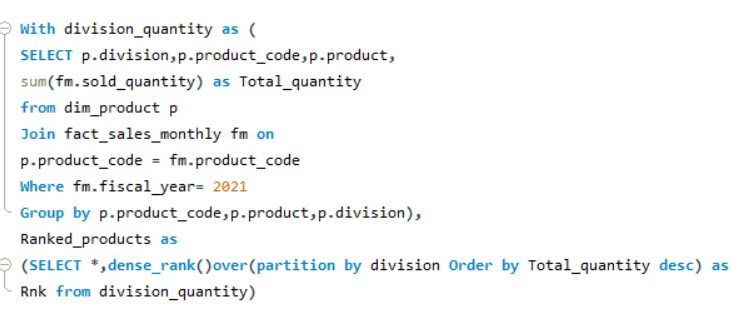 With division_quantity as (
SELECT p.division,p.product_code,p.product,
sum(fm.sold_quantity) as Total_quantity
from dim_product p
Join fact_sales_monthly fm on
p.product_code = fm.product_code
Where fm.fiscal_year= 2021
Group by p.product_code,p.product,p.division),
Ranked_products as
(SELECT *,dense_rank()over(partition by division Order by Total_quantity desc) as
Rnk from division_quantity)